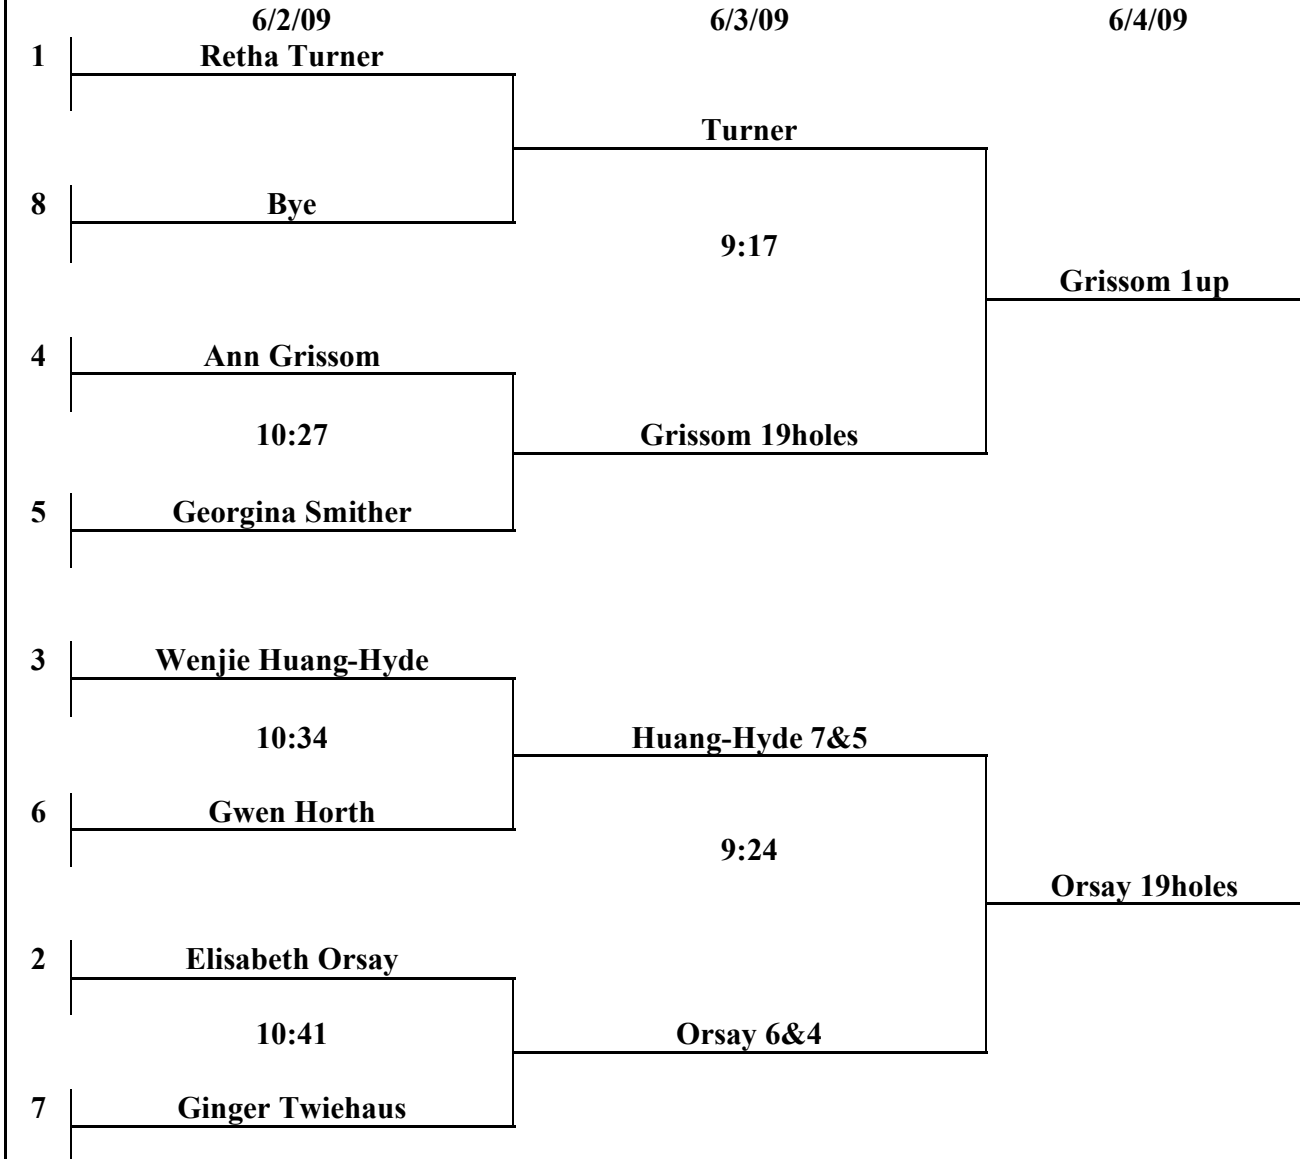 6/2/09 6/3/09 6/4/09
1 Retha Turner
Turner
8 Bye
9:17
Grissom 1up
4 Ann Grissom
10:27 Grissom 19holes
5 Georgina Smither
3 Wenjie Huang-Hyde
10:34 Huang-Hyde 7&5
6 Gwen Horth
9:24
Orsay 19holes
2 Elisabeth Orsay
10:41 Orsay 6&4
7 Ginger Twiehaus